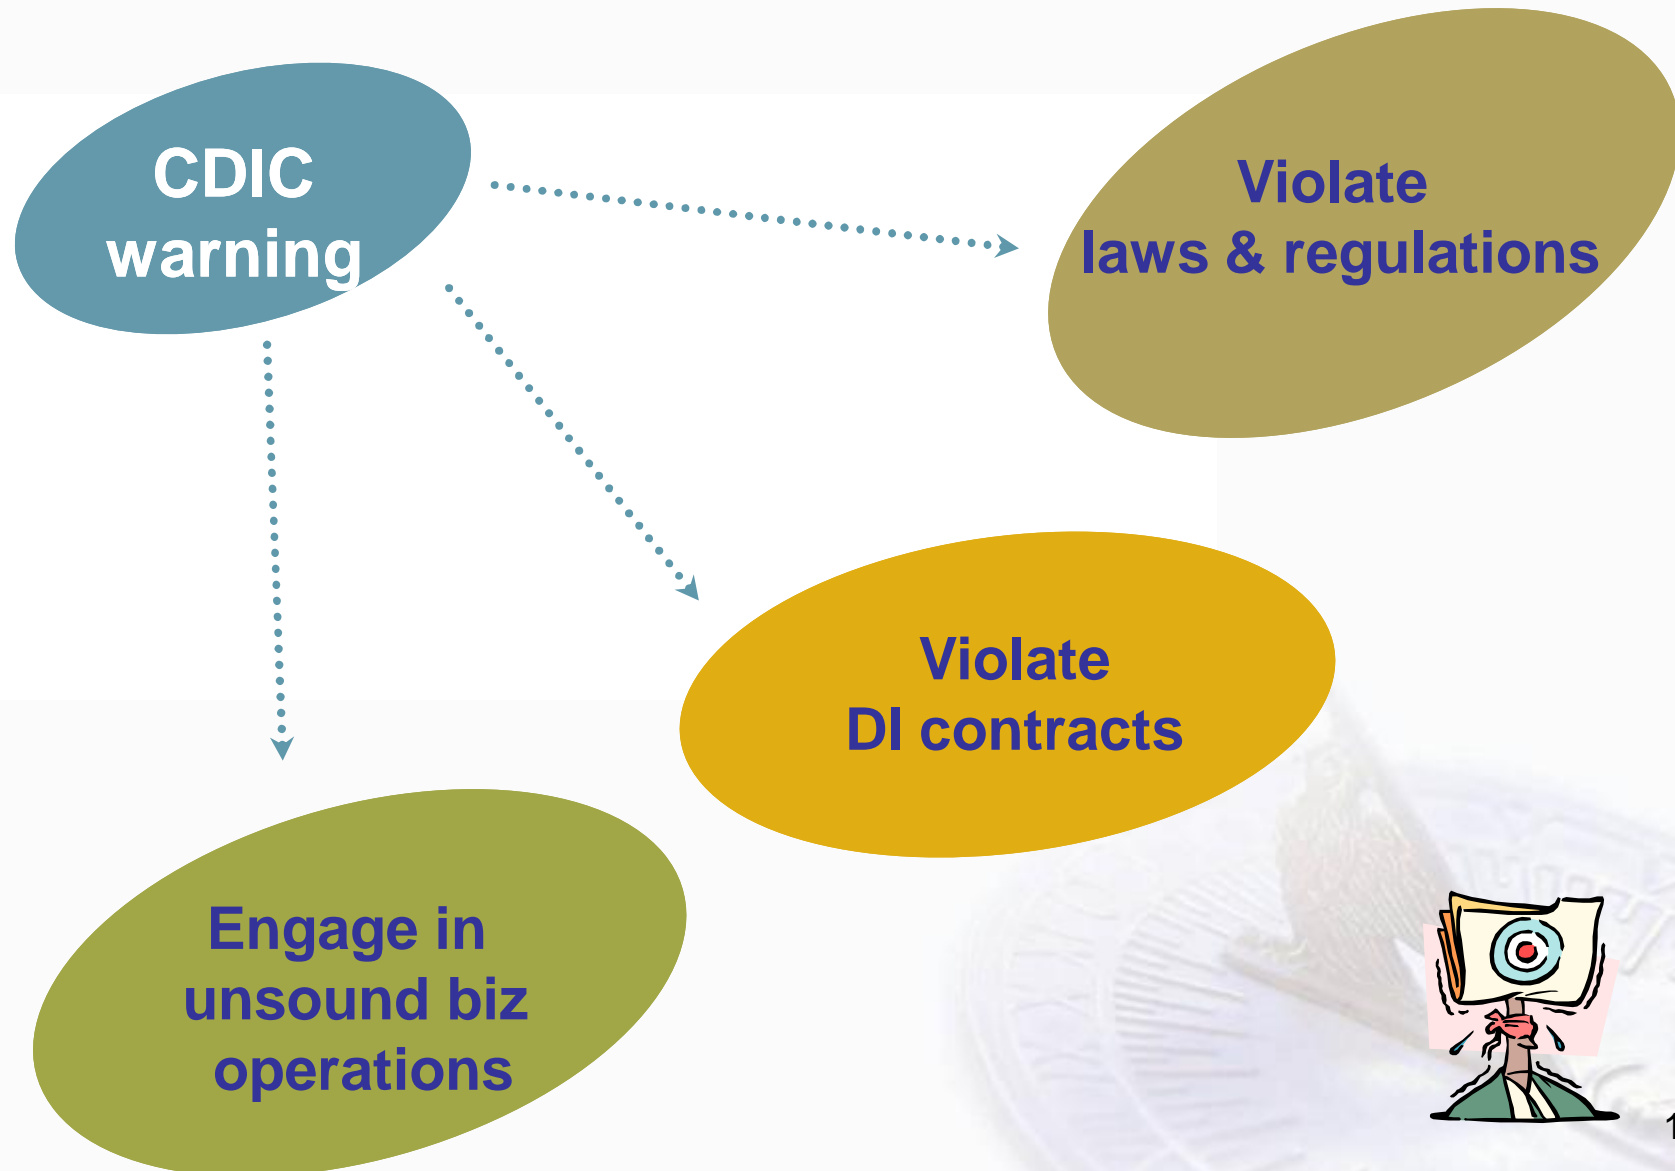 CDIC
warning
Violate
laws & regulations
Violate
DI contracts
Engage in
unsound biz
operations